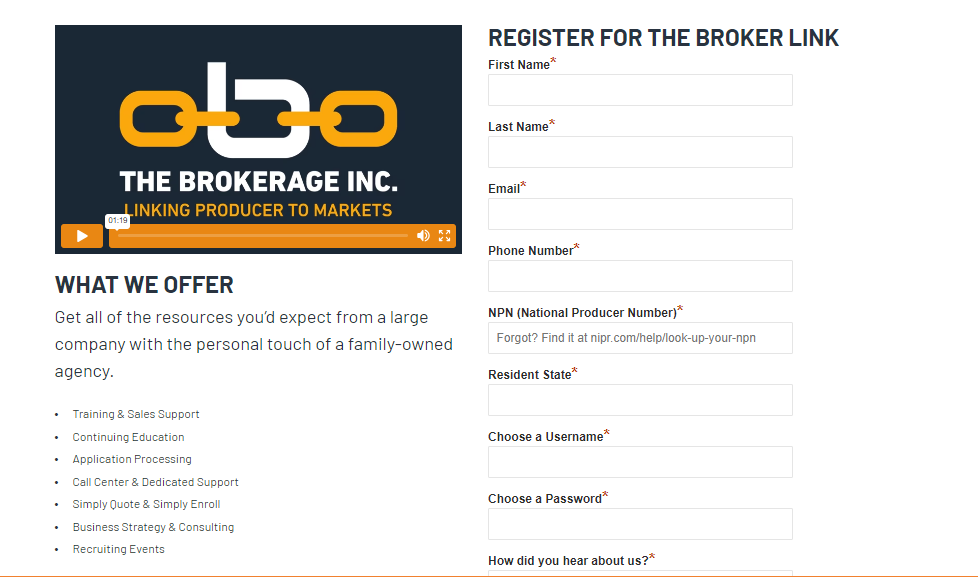 THE BROKERAGE INC.
LINKING PRODUCER TO MARKETS
01:19
WHAT WE OFFER
Get all of the resources you'd expect from a large
company with the personal touch of a family-owned
agency.
• Training & Sales Support
• Continuing Education
• Application Processing
• Call Center & Dedicated Support
• Simply Quote & Simply Enroll
• Business Strategy & Consulting
• Recruiting Events
REGISTER FOR THE BROKER LINK
First Name*
Last Name*
Email*
Phone Number*
NPN (National Producer Number)*
Forgot? Find it at nipr.com/help/look-up-your-npn
Resident State*
Choose a Username*
Choose a Password*
How did you hear about us?*